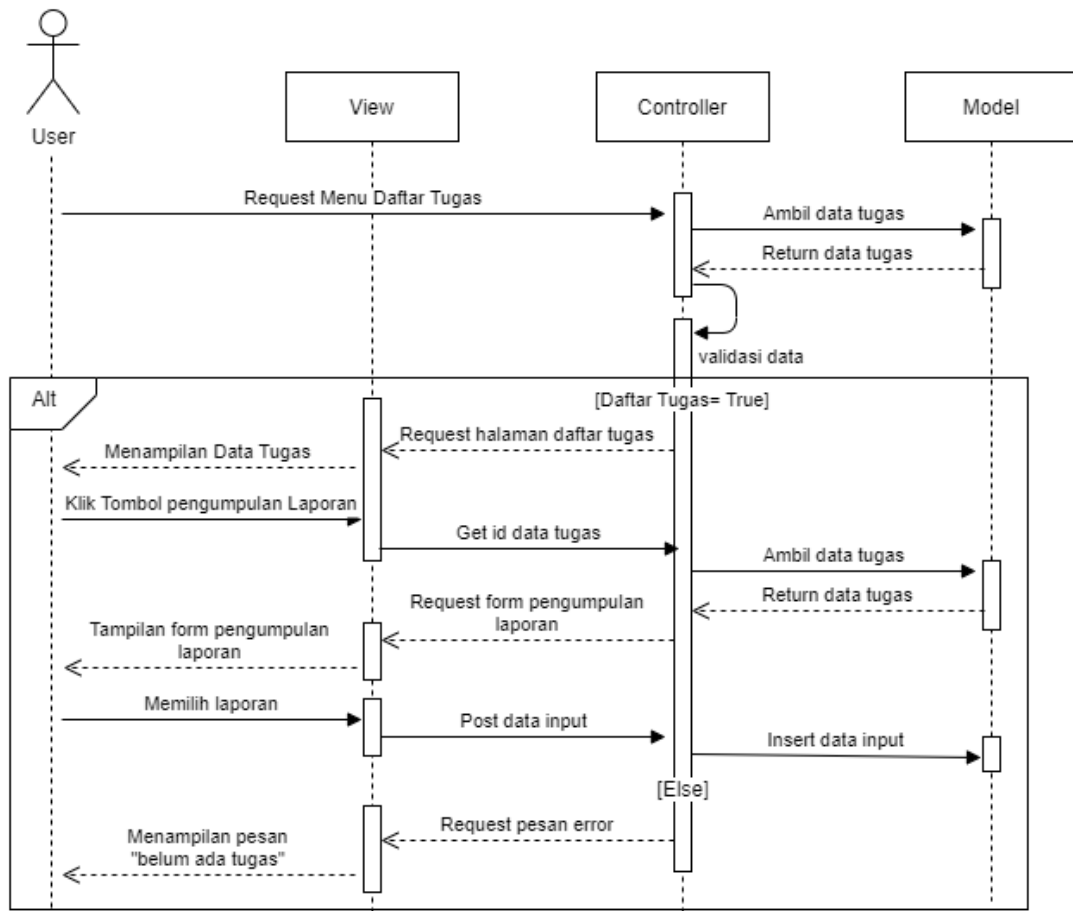 User
View
Controller
Model
Request Menu Daftar Tugas
Ambil data tugas
Return data tugas
validasi data
Alt
[Daftar Tugas= True]
Request halaman daftar tugas
Menampilan Data Tugas
Klik Tombol pengumpulan Laporan
Get id data tugas
Ambil data tugas
Return data tugas
Request form pengumpulan
laporan
Tampilan form pengumpulan
laporan
Memilih laporan
Post data input
Insert data input
[Else]
Request pesan error
Menampilan pesan
"belum ada tugas"